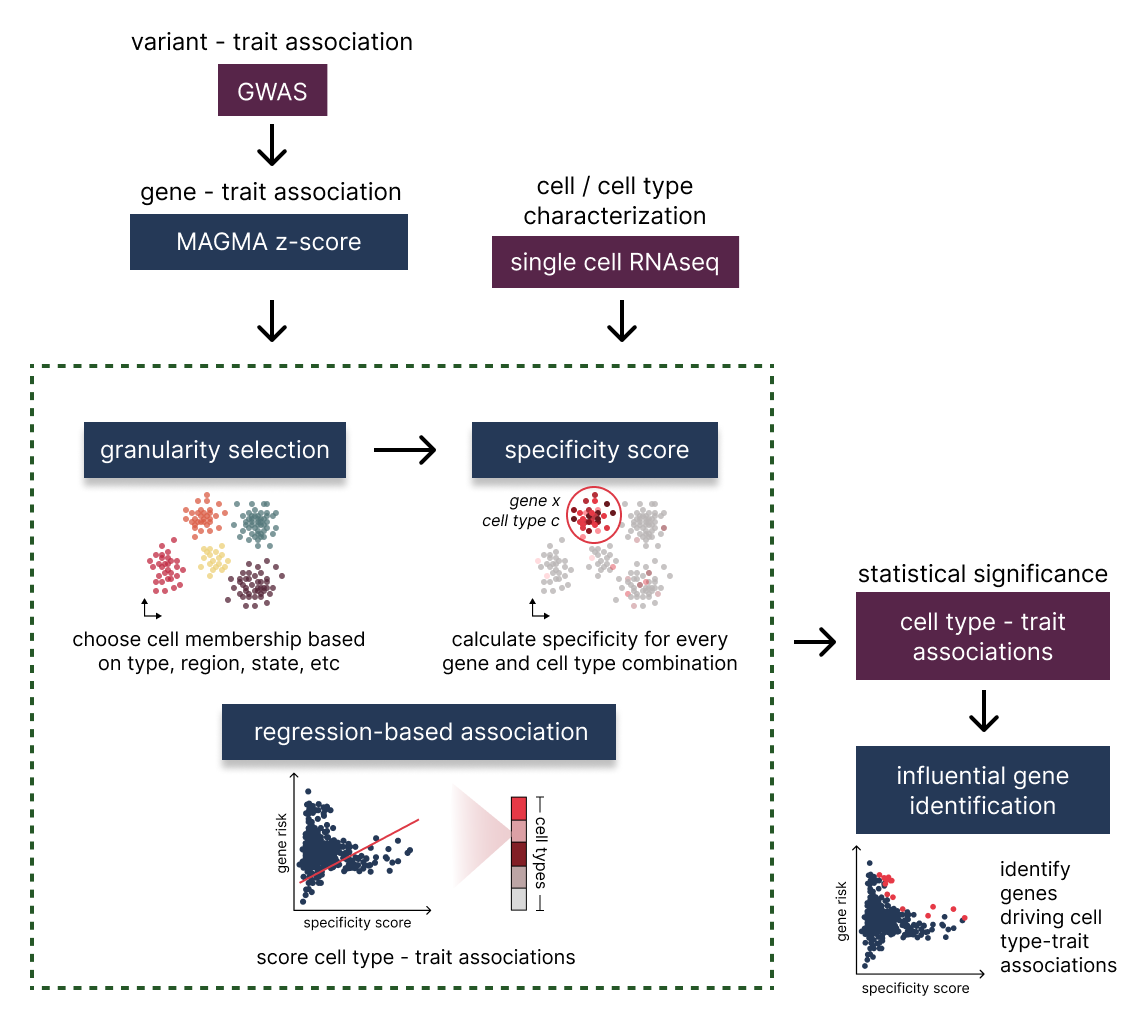 variant - trait association
GWAS
gene - trait association
MAGMA z-score
cell / cell type
characterization
single cell RNAseq
granularity selection
specificity score
gene x
cell type c
choose cell membership based
on type, region, state, etc
calculate specificity for every
gene and cell type combination
regression-based association
gene risk
specificity score
cell types
score cell type - trait associations
statistical significance
cell type - trait
associations
influential gene
identification
gene risk
specificity score
identify
genes
driving cell
type-trait
associations